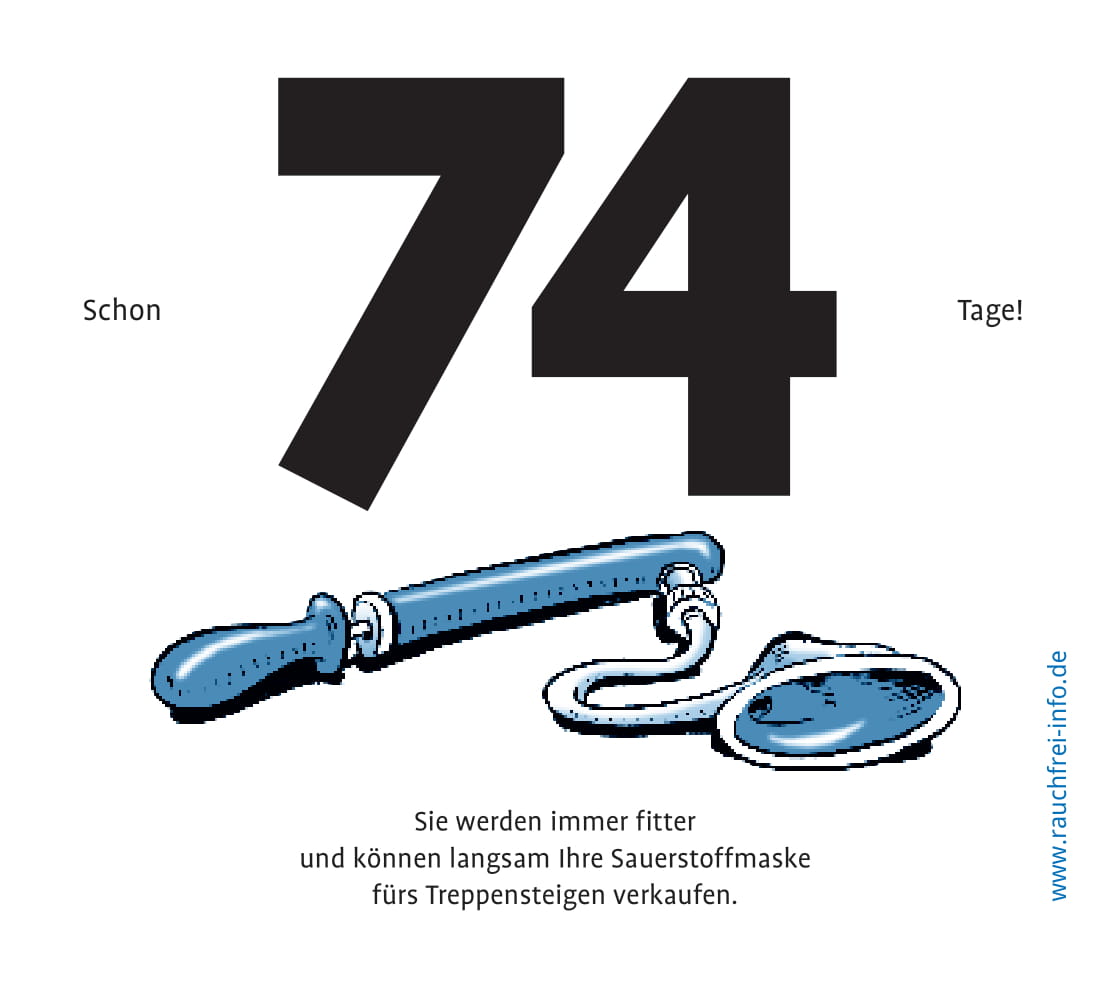 Schon
74
Tage!
Sie werden immer fitter
und können langsam Ihre Sauerstoffmaske
fürs Treppensteigen verkaufen.
www.rauchfrei-info.de